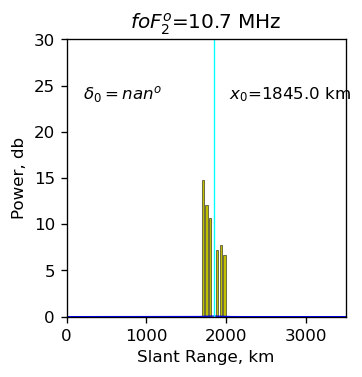 foF₂ᵒ=10.7 MHz
30
25
20
15
10
5
0
Power, db
δ₀ = nanᵒ
x₀=1845.0 km
0 1000 2000 3000
Slant Range, km